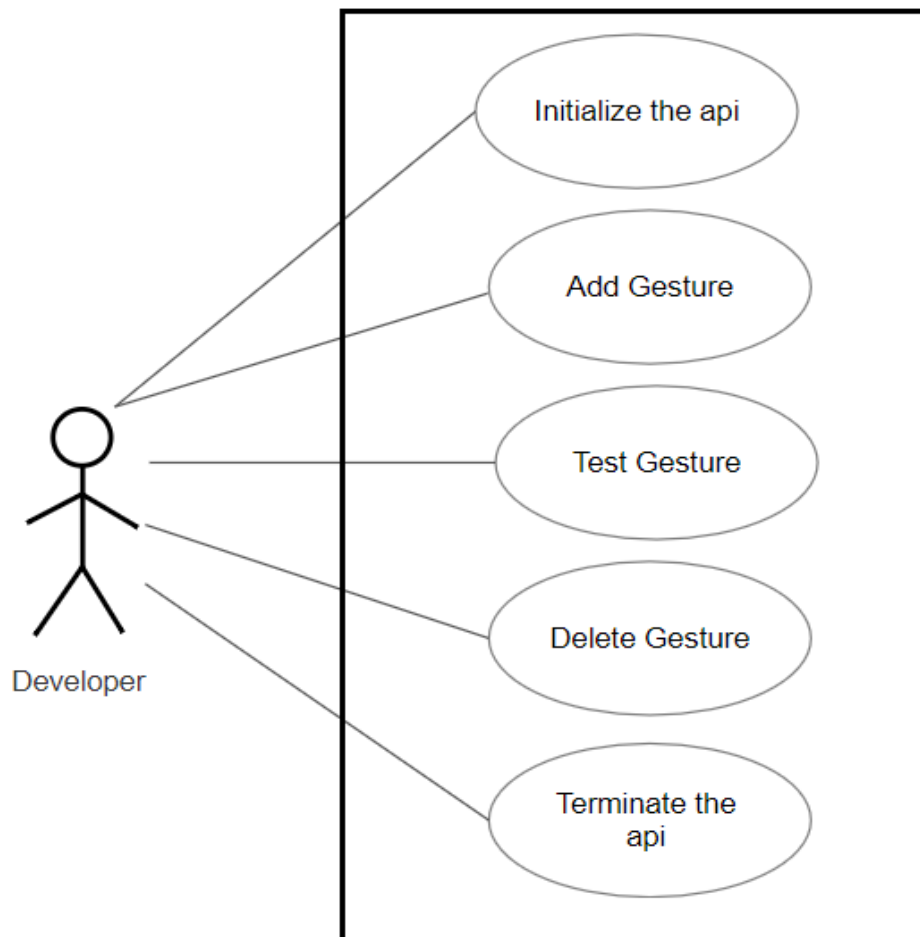 Initialize the api
Add Gesture
Test Gesture
Delete Gesture
Developer
Terminate the
api